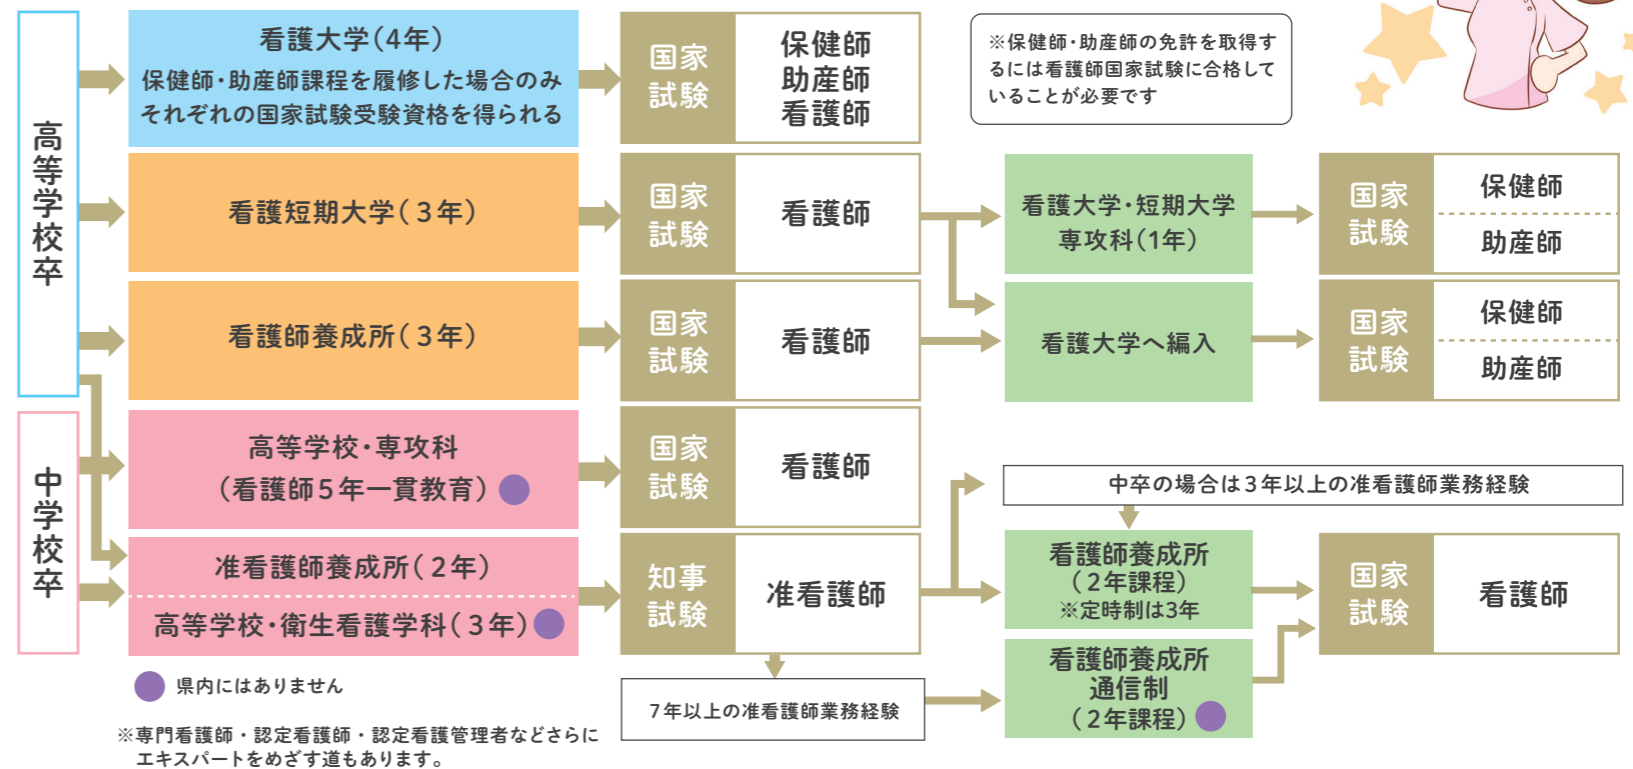 高等学校卒
看護大学(4年)
保健師・助産師課程を履修した場合のみ
それぞれの国家試験受験資格を得られる
国家
試験
保健師
助産師
看護師
※保健師・助産師の免許を取得す
るには看護師国家試験に合格して
いることが必要です
看護短期大学(3年)
国家
試験
看護師
看護大学・短期大学
専攻科(1年)
国家
試験
保健師
助産師
看護師養成所(3年)
国家
試験
看護師
看護大学へ編入
国家
試験
保健師
助産師
中学校卒
高等学校・専攻科
(看護師5年一貫教育)
国家
試験
看護師
准看護師養成所(2年)
高等学校・衛生看護学科(3年)
知事
試験
准看護師
中卒の場合は3年以上の准看護師業務経験
看護師養成所
(2年課程)
※定時制は3年
国家
試験
看護師
7年以上の准看護師業務経験
看護師養成所
通信制
(2年課程)
県内にはありません
※専門看護師・認定看護師・認定看護管理者などさらに
エキスパートをめざす道もあります。